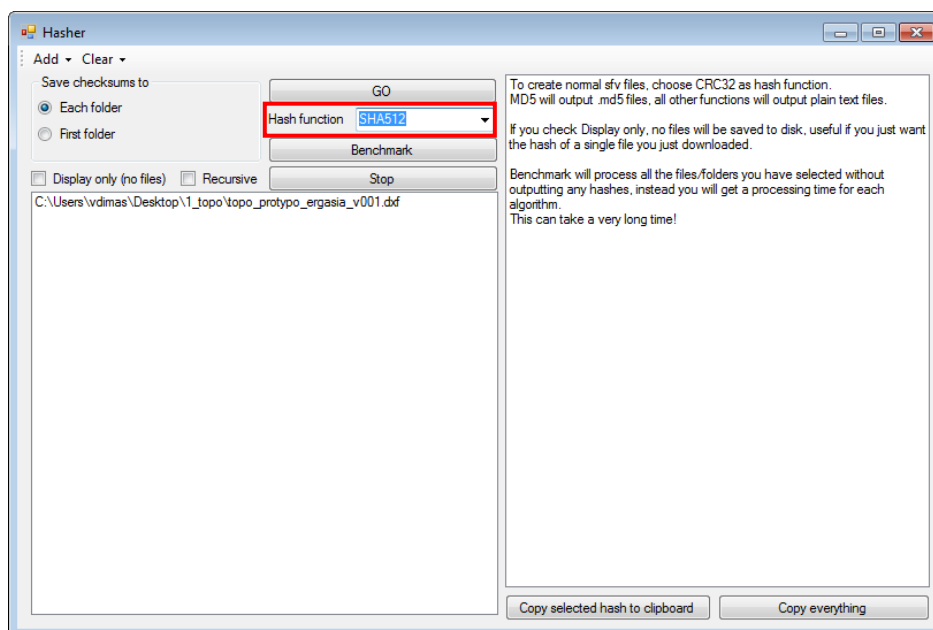 Hasher
Add Clear
Save checksums to
Each folder
First folder
GO
Hash function SHA512
Benchmark
Display only (no files) Recursive Stop
C:\Users\vdimas\Desktop\1_topo\topo_protypo_ergasia_v001.dxf
To create normal sfv files, choose CRC32 as hash function.
MD5 will output .md5 files, all other functions will output plain text files.
If you check Display only, no files will be saved to disk, useful if you just want
the hash of a single file you just downloaded.
Benchmark will process all the files/folders you have selected without
outputting any hashes, instead you will get a processing time for each
algorithm.
This can take a very long time!
Copy selected hash to clipboard Copy everything